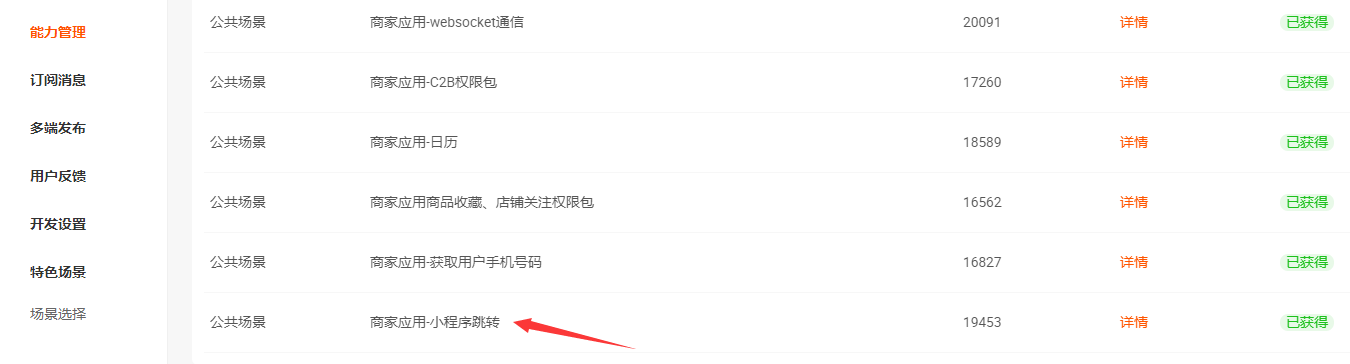 能力管理
订阅消息
多端发布
用户反馈
开发设置
特色场景
场景选择
公共场景 商家应用-websocket通信 20091 详情 已获得
公共场景 商家应用-C2B权限包 17260 详情 已获得
公共场景 商家应用-日历 18589 详情 已获得
公共场景 商家应用商品收藏、店铺关注权限包 16562 详情 已获得
公共场景 商家应用-获取用户手机号码 16827 详情 已获得
公共场景 商家应用-小程序跳转 19453 详情 已获得